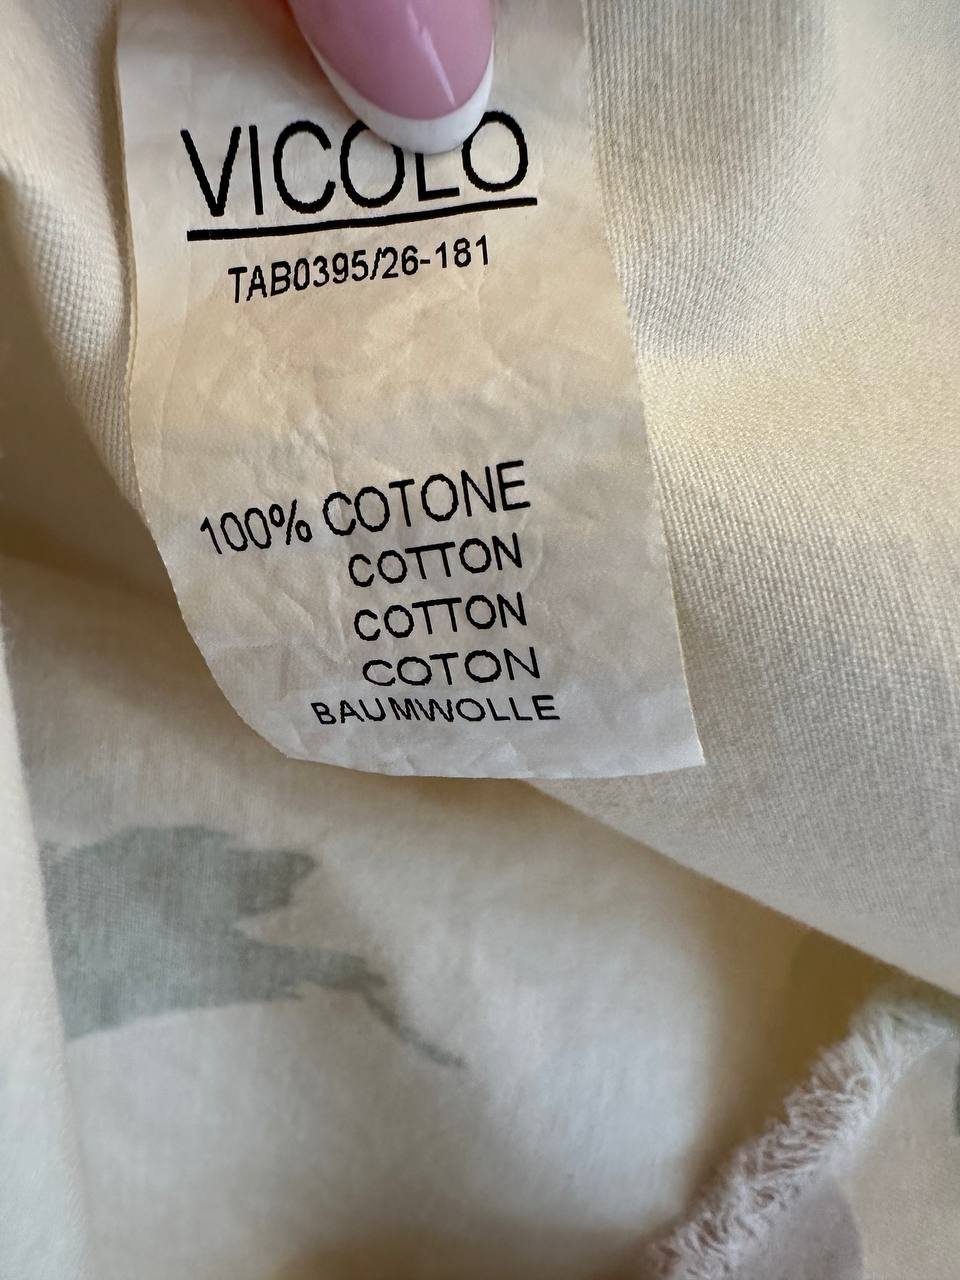 VICOLO
TAB0395/26-181
100% COTONE
COTTON
COTTON
COTON
BAUMWOLLE